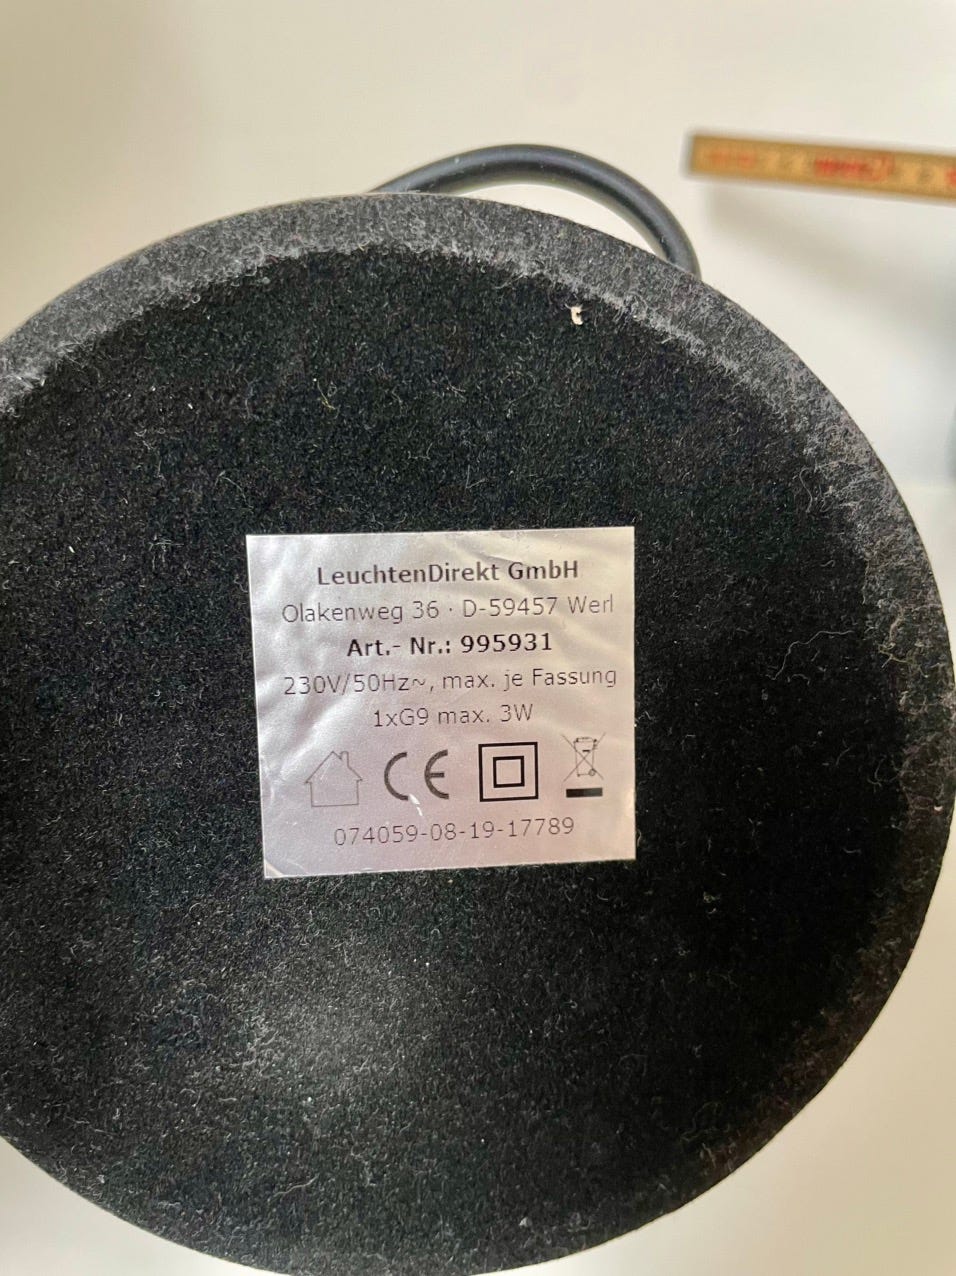 LeuchtenDirekt GmbH
Olakenweg 36 · D-59457 Werl
Art.- Nr.: 995931
230V/50Hz~, max. je Fassung
1xG9 max. 3W
CE
074059-08-19-17789